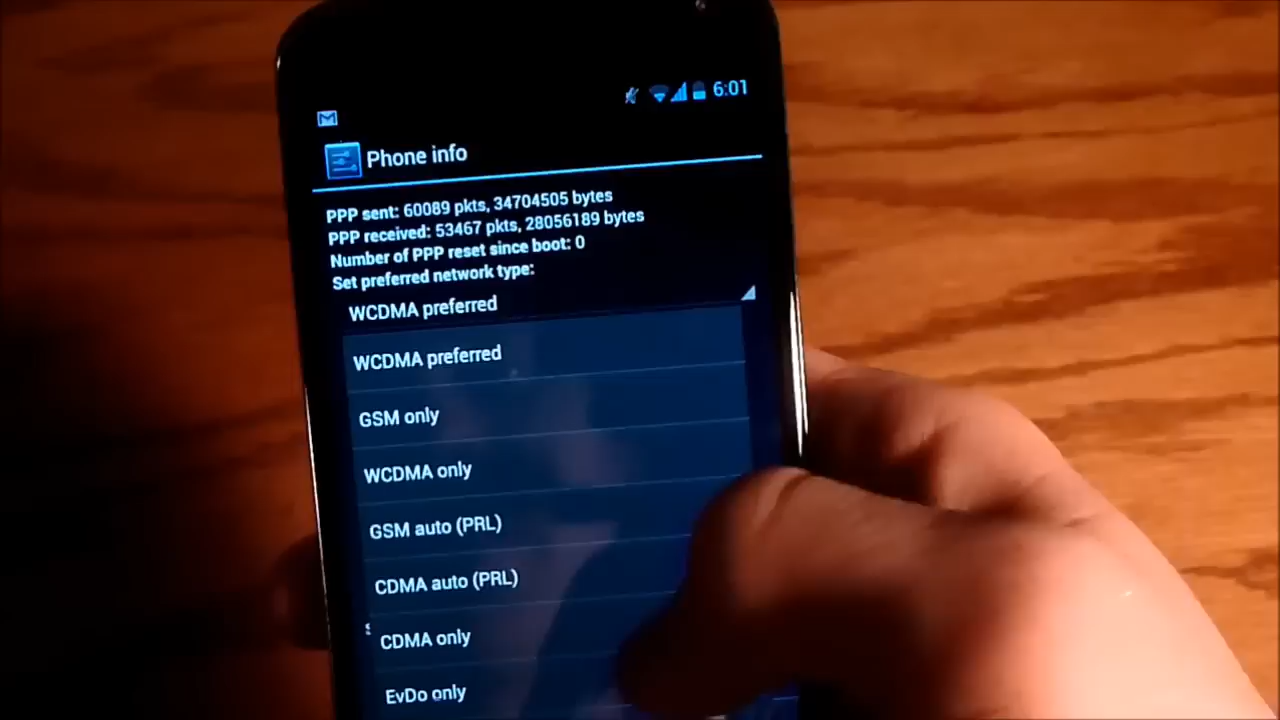 6:01
Phone info
PPP sent: 60089 pkts, 34704505 bytes
PPP received: 53467 pkts, 28056189 bytes
Number of PPP reset since boot: 0
Set preferred network type:
WCDMA preferred
WCDMA preferred
GSM only
WCDMA only
GSM auto (PRL)
CDMA auto (PRL)
CDMA only
EvDo only